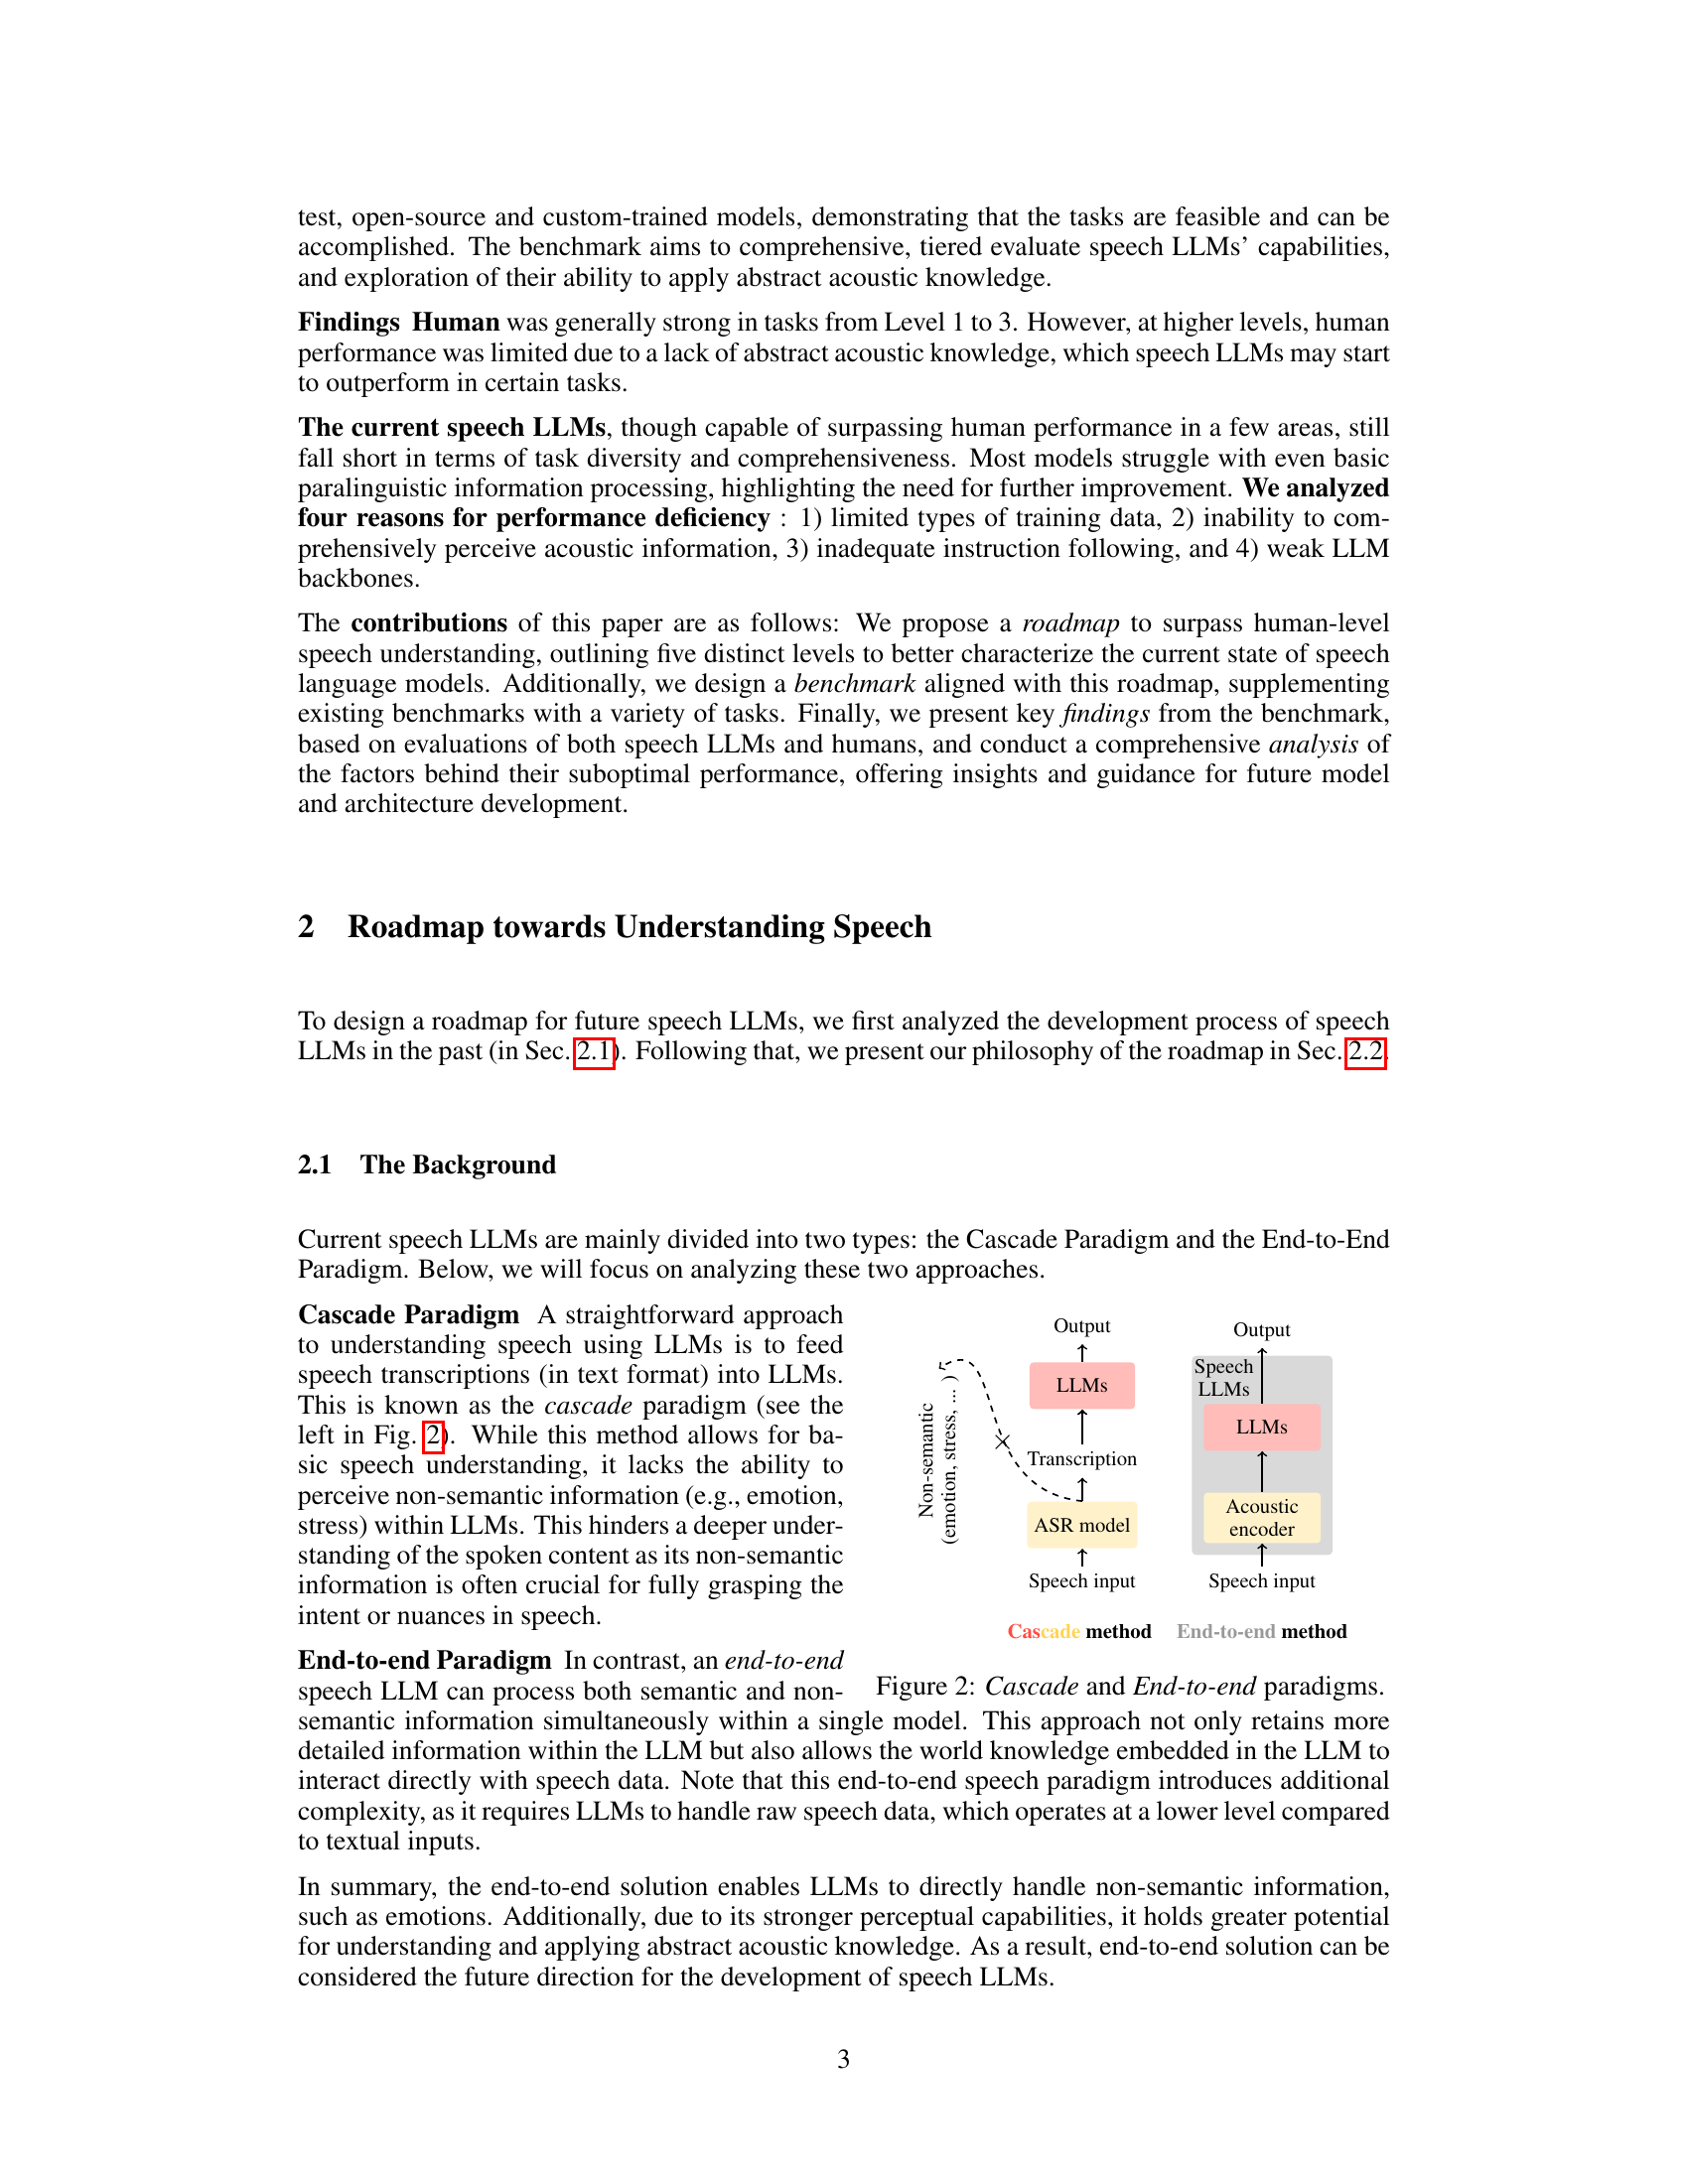 test, open-source and custom-trained models, demonstrating that the tasks are feasible and can be
accomplished. The benchmark aims to comprehensive, tiered evaluate speech LLMs’ capabilities,
and exploration of their ability to apply abstract acoustic knowledge.
Findings Human was generally strong in tasks from Level 1 to 3. However, at higher levels, human
performance was limited due to a lack of abstract acoustic knowledge, which speech LLMs may start
to outperform in certain tasks.
The current speech LLMs, though capable of surpassing human performance in a few areas, still
fall short in terms of task diversity and comprehensiveness. Most models struggle with even basic
paralinguistic information processing, highlighting the need for further improvement. We analyzed
four reasons for performance deficiency : 1) limited types of training data, 2) inability to com-
prehensively perceive acoustic information, 3) inadequate instruction following, and 4) weak LLM
backbones.
The contributions of this paper are as follows: We propose a roadmap to surpass human-level
speech understanding, outlining five distinct levels to better characterize the current state of speech
language models. Additionally, we design a benchmark aligned with this roadmap, supplementing
existing benchmarks with a variety of tasks. Finally, we present key findings from the benchmark,
based on evaluations of both speech LLMs and humans, and conduct a comprehensive analysis of
the factors behind their suboptimal performance, offering insights and guidance for future model
and architecture development.
2 Roadmap towards Understanding Speech
To design a roadmap for future speech LLMs, we first analyzed the development process of speech
LLMs in the past (in Sec. 2.1). Following that, we present our philosophy of the roadmap in Sec. 2.2.
2.1 The Background
Current speech LLMs are mainly divided into two types: the Cascade Paradigm and the End-to-End
Paradigm. Below, we will focus on analyzing these two approaches.
Cascade Paradigm A straightforward approach
to understanding speech using LLMs is to feed
speech transcriptions (in text format) into LLMs.
This is known as the cascade paradigm (see the
left in Fig. 2). While this method allows for ba-
sic speech understanding, it lacks the ability to
perceive non-semantic information (e.g., emotion,
stress) within LLMs. This hinders a deeper under-
standing of the spoken content as its non-semantic
information is often crucial for fully grasping the
intent or nuances in speech.
Non-semantic
(emotion, stress, ... )
Output
LLMs
Transcription
ASR model
Speech input
Cascade method
Output
Speech
LLMs
LLMs
Acoustic
encoder
Speech input
End-to-end method
Figure 2: Cascade and End-to-end paradigms.
End-to-end Paradigm In contrast, an end-to-end
speech LLM can process both semantic and non-
semantic information simultaneously within a single model. This approach not only retains more
detailed information within the LLM but also allows the world knowledge embedded in the LLM to
interact directly with speech data. Note that this end-to-end speech paradigm introduces additional
complexity, as it requires LLMs to handle raw speech data, which operates at a lower level compared
to textual inputs.
In summary, the end-to-end solution enables LLMs to directly handle non-semantic information,
such as emotions. Additionally, due to its stronger perceptual capabilities, it holds greater potential
for understanding and applying abstract acoustic knowledge. As a result, end-to-end solution can be
considered the future direction for the development of speech LLMs.
3